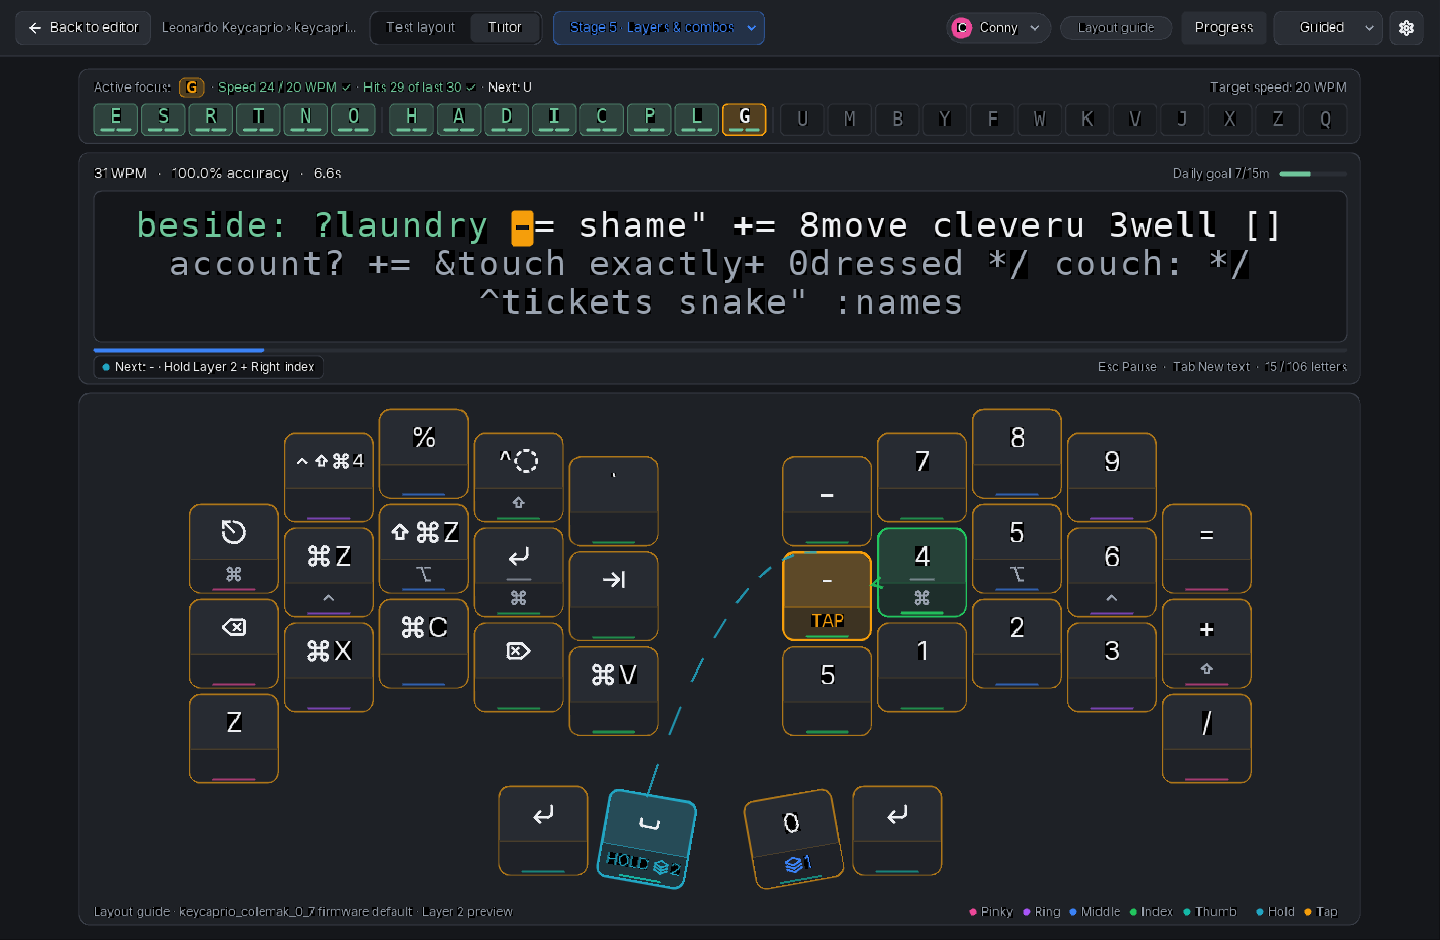 Back to editor
Leonardo Keycaprio › keycapri...
Test layout
Tutor
Stage 5 · Layers & combos
C
Conny
Layout guide
Progress
Guided
Active focus: G · Speed 24 / 20 WPM ✓ · Hits 29 of last 30 ✓ · Next: U
Target speed: 20 WPM
E S R T N O H A D I C P L G U M B Y F W K V J X Z Q
31 WPM · 100.0% accuracy · 6.6s
Daily goal 7/15m
beside: ?laundry -= shame" += 8move cleveru 3well []
account? += &touch exactly+ 0dressed */ couch: */
^tickets snake" :names
Next: - · Hold Layer 2 + Right index
Esc Pause · Tab New text · 15 / 106 letters
% 8
^⇧⌘4 ^ 7 9
` _
⌘ ⇧⌘Z 5 =
⌘Z 4 6
⌘ ⌥ ^ ⌘ ⌥ ^
- TAP
⌘C 2 +
⌘X 1 3
⌘V 5
Z /
0
HOLD 2
1
Layout guide · keycaprio_colemak_0_7 firmware default · Layer 2 preview
Pinky Ring Middle Index Thumb Hold Tap